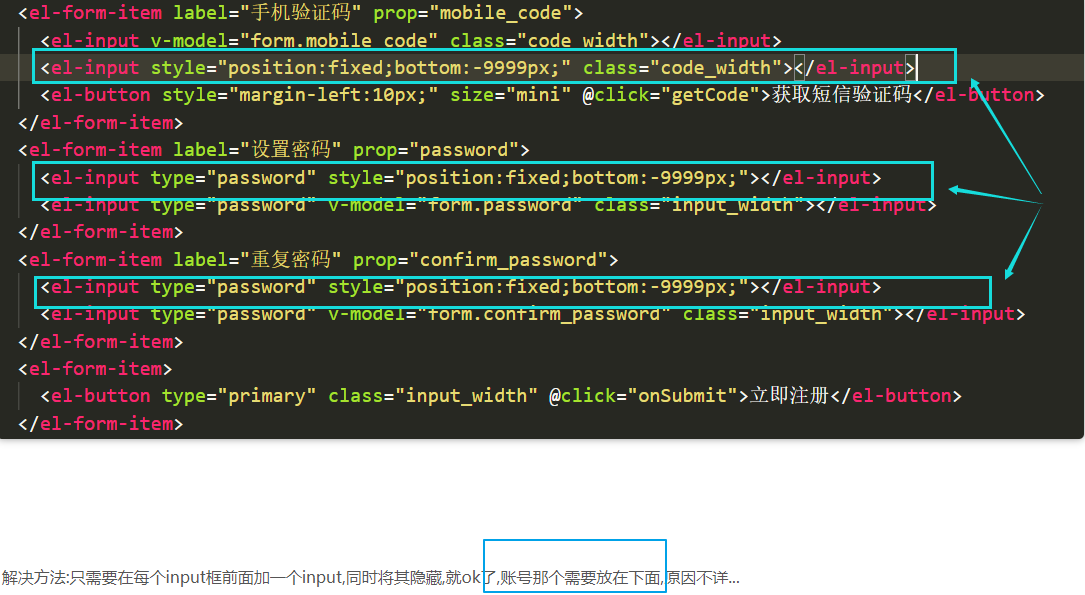 <el-form-item label="手机验证码" prop="mobile_code">
<el-input v-model="form.mobile_code" class="code_width"></el-input>
<el-input style="position:fixed;bottom:-9999px;" class="code_width"></el-input>
<el-button style="margin-left:10px;" size="mini" @click="getCode">获取短信验证码</el-button>
</el-form-item>
<el-form-item label="设置密码" prop="password">
<el-input type="password" style="position:fixed;bottom:-9999px;"></el-input>
<el-input type="password" v-model="form.password" class="input_width"></el-input>
</el-form-item>
<el-form-item label="重复密码" prop="confirm_password">
<el-input type="password" style="position:fixed;bottom:-9999px;"></el-input>
<el-input type="password" v-model="form.confirm_password" class="input_width"></el-input>
</el-form-item>
<el-form-item>
<el-button type="primary" class="input_width" @click="onSubmit">立即注册</el-button>
</el-form-item>
解决方法:只需要在每个input框前面加一个input,同时将其隐藏,就ok了,账号那个需要放在下面,原因不详...